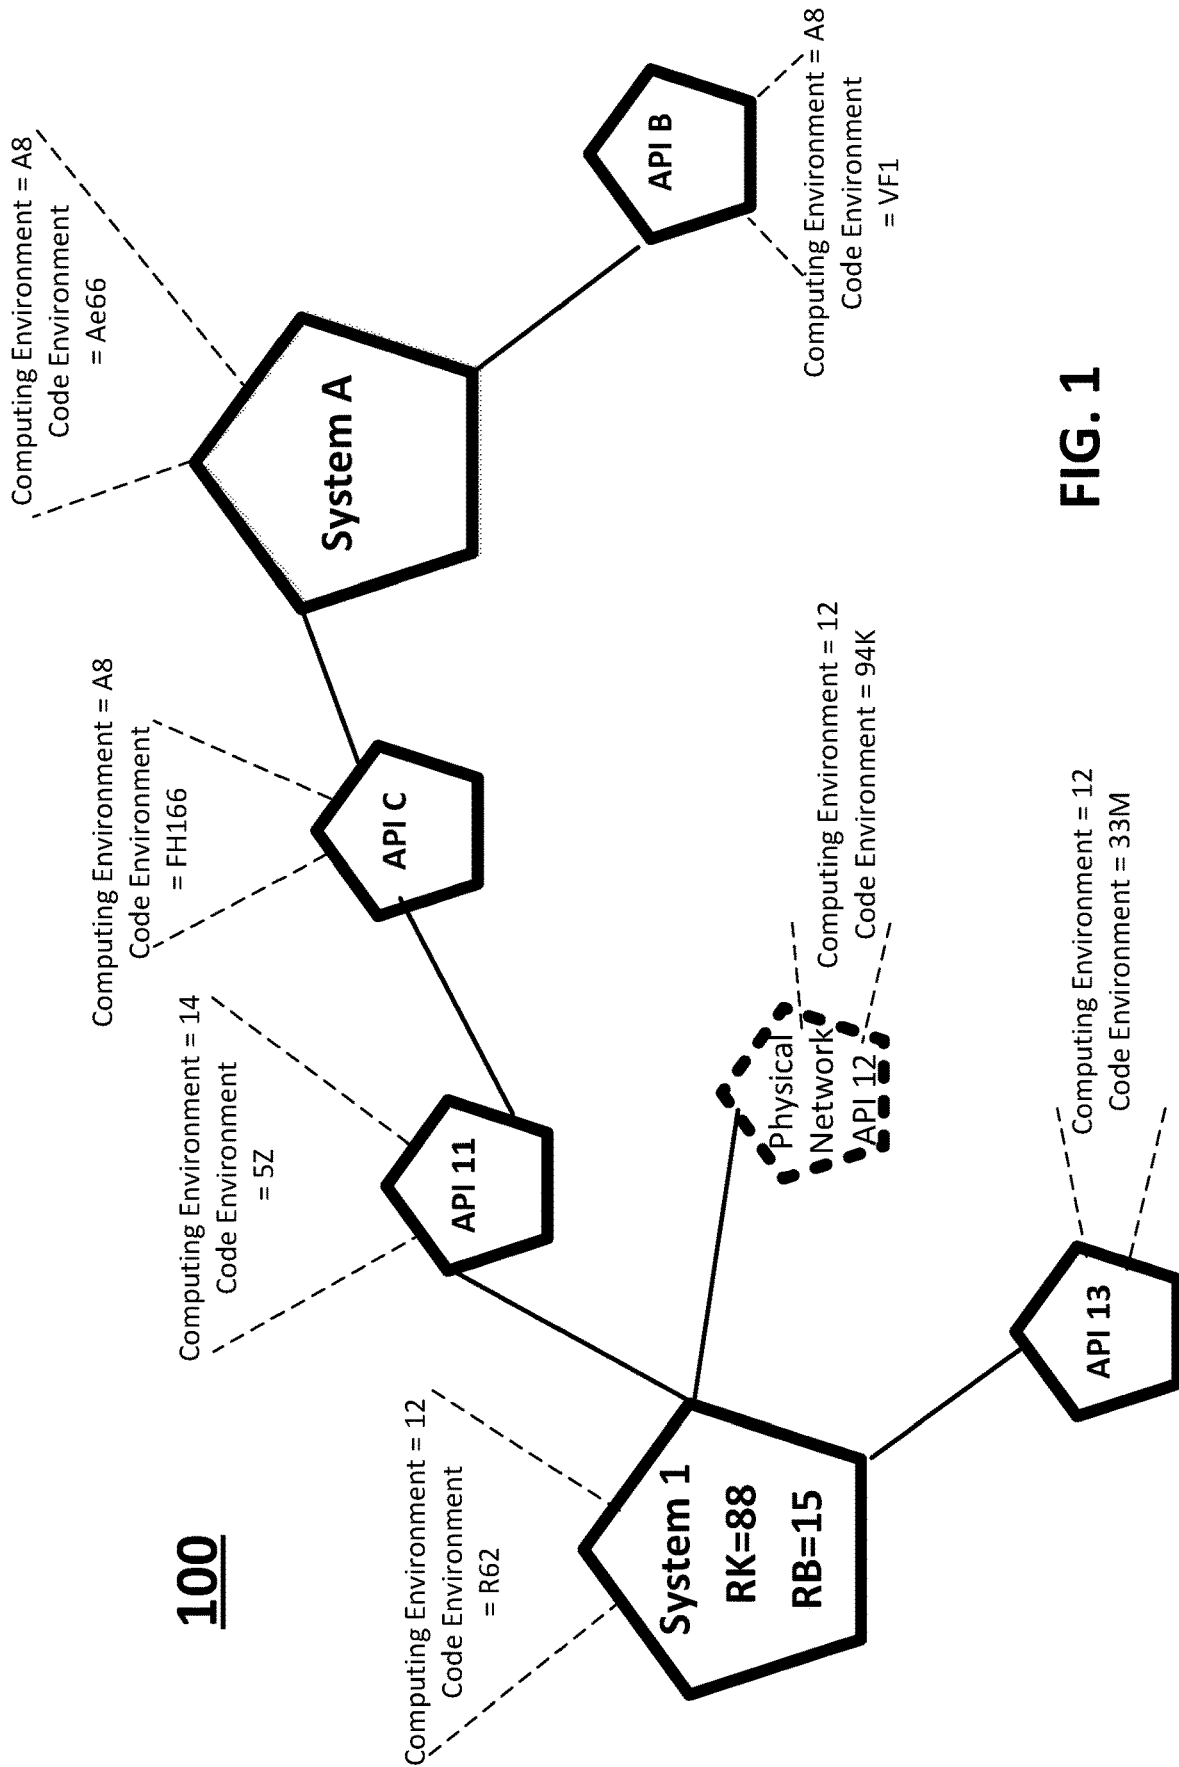 100
Computing Environment = 12
Code Environment
= R62
System 1
RK=88
RB=15
Computing Environment = 14
Code Environment
= 5Z
API 11
Computing Environment = A8
Code Environment
= FH166
API C
Computing Environment = A8
Code Environment
= Ae66
System A
API B
Computing Environment = A8
Code Environment
= VF1
Physical
Network
API 12
Computing Environment = 12
Code Environment = 94K
API 13
Computing Environment = 12
Code Environment = 33M
FIG. 1